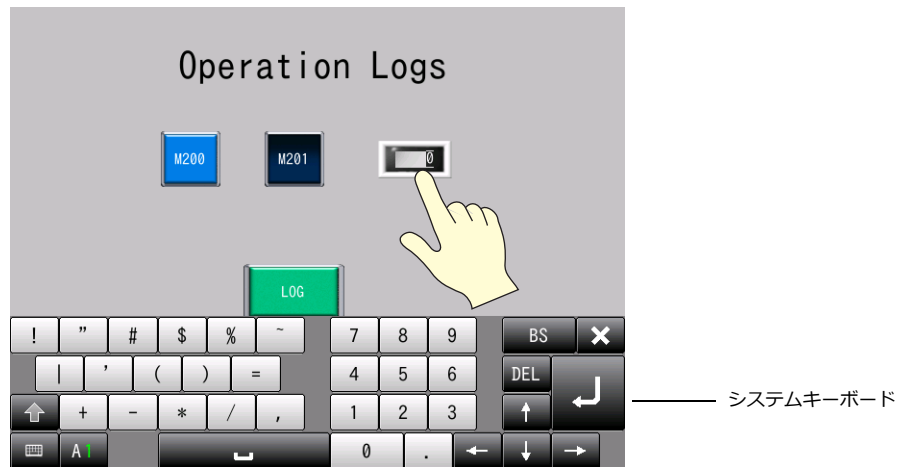 Operation Logs
M200 M201 0
LOG
! ” # $ % ~ 7 8 9 BS ×
| ’ ( ) = 4 5 6 DEL
システムキーボード
+ - * / , 1 2 3 ↑
A1 0 . ← ↓ →